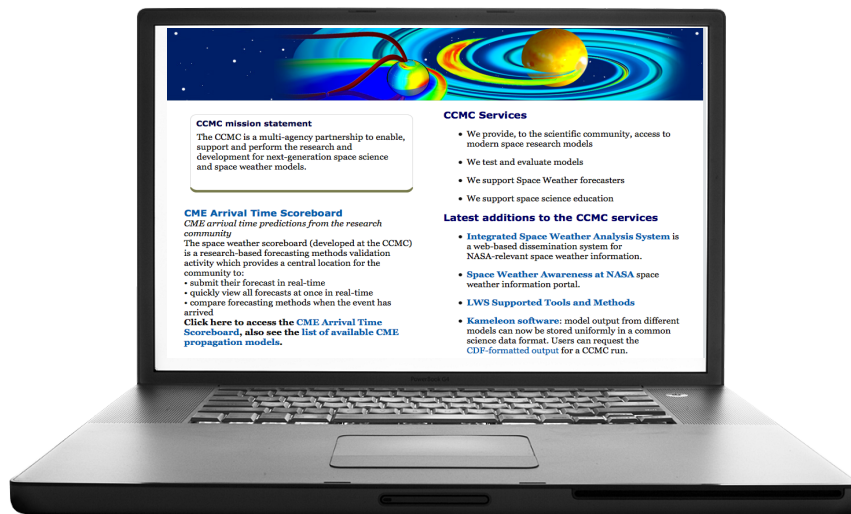 CCMC mission statement
The CCMC is a multi-agency partnership to enable,
support and perform the research and
development for next-generation space science
and space weather models.
CME Arrival Time Scoreboard
CME arrival time predictions from the research
community
The space weather scoreboard (developed at the CCMC)
is a research-based forecasting methods validation
activity which provides a central location for the
community to:
• submit their forecast in real-time
• quickly view all forecasts at once in real-time
• compare forecasting methods when the event has
arrived
Click here to access the CME Arrival Time
Scoreboard, also see the list of available CME
propagation models.
CCMC Services
• We provide, to the scientific community, access to
modern space research models
• We test and evaluate models
• We support Space Weather forecasters
• We support space science education
Latest additions to the CCMC services
• Integrated Space Weather Analysis System is
a web-based dissemination system for
NASA-relevant space weather information.
• Space Weather Awareness at NASA space
weather information portal.
• LWS Supported Tools and Methods
• Kameleon software: model output from different
models can now be stored uniformly in a common
science data format. Users can request the
CDF-formatted output for a CCMC run.